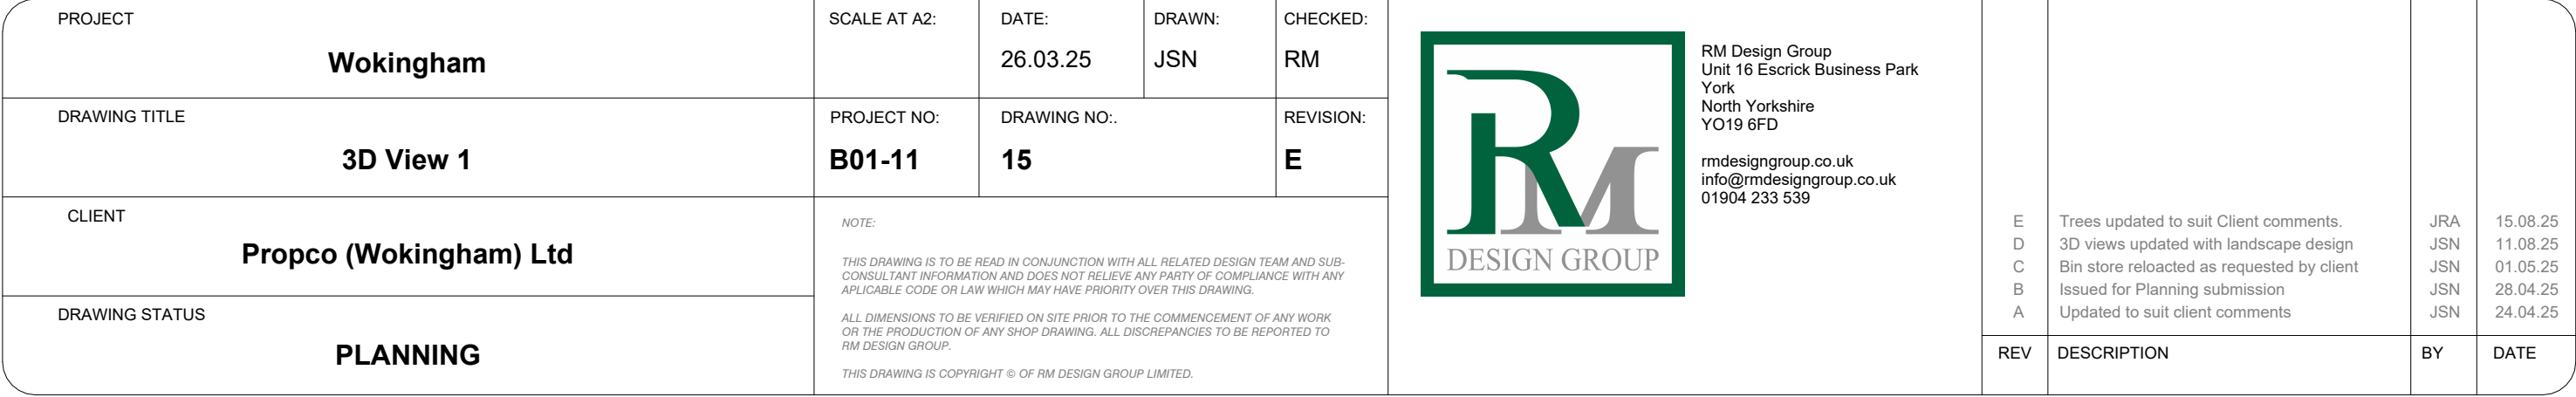 PROJECT
Wokingham
DRAWING TITLE
3D View 1
CLIENT
Propco (Wokingham) Ltd
DRAWING STATUS
PLANNING
SCALE AT A2:
DATE:
26.03.25
DRAWN:
JSN
CHECKED:
RM
PROJECT NO:
B01-11
DRAWING NO:.
15
REVISION:
E
NOTE:
THIS DRAWING IS TO BE READ IN CONJUNCTION WITH ALL RELATED DESIGN TEAM AND SUB-
CONSULTANT INFORMATION AND DOES NOT RELIEVE ANY PARTY OF COMPLIANCE WITH ANY
APLICABLE CODE OR LAW WHICH MAY HAVE PRIORITY OVER THIS DRAWING.
ALL DIMENSIONS TO BE VERIFIED ON SITE PRIOR TO THE COMMENCEMENT OF ANY WORK
OR THE PRODUCTION OF ANY SHOP DRAWING. ALL DISCREPANCIES TO BE REPORTED TO
RM DESIGN GROUP.
THIS DRAWING IS COPYRIGHT © OF RM DESIGN GROUP LIMITED.
RM
DESIGN GROUP
RM Design Group
Unit 16 Escrick Business Park
York
North Yorkshire
YO19 6FD
rmdesigngroup.co.uk
info@rmdesigngroup.co.uk
01904 233 539
E Trees updated to suit Client comments. JRA 15.08.25
D 3D views updated with landscape design JSN 11.08.25
C Bin store reloacted as requested by client JSN 01.05.25
B Issued for Planning submission JSN 28.04.25
A Updated to suit client comments JSN 24.04.25
REV DESCRIPTION BY DATE